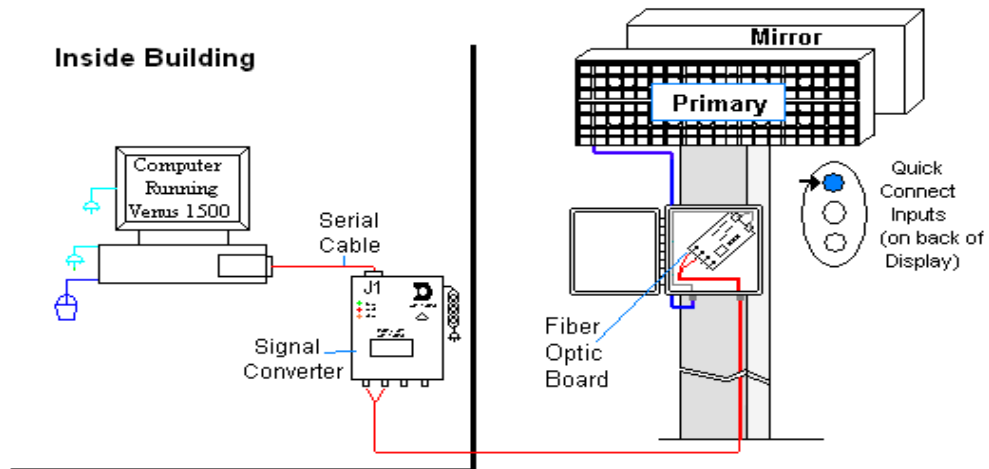 Inside Building
Computer
Running
Venus 1500
Serial
Cable
J1
Signal
Converter
Mirror
Primary
Quick
Connect
Inputs
(on back of
Display)
Fiber
Optic
Board